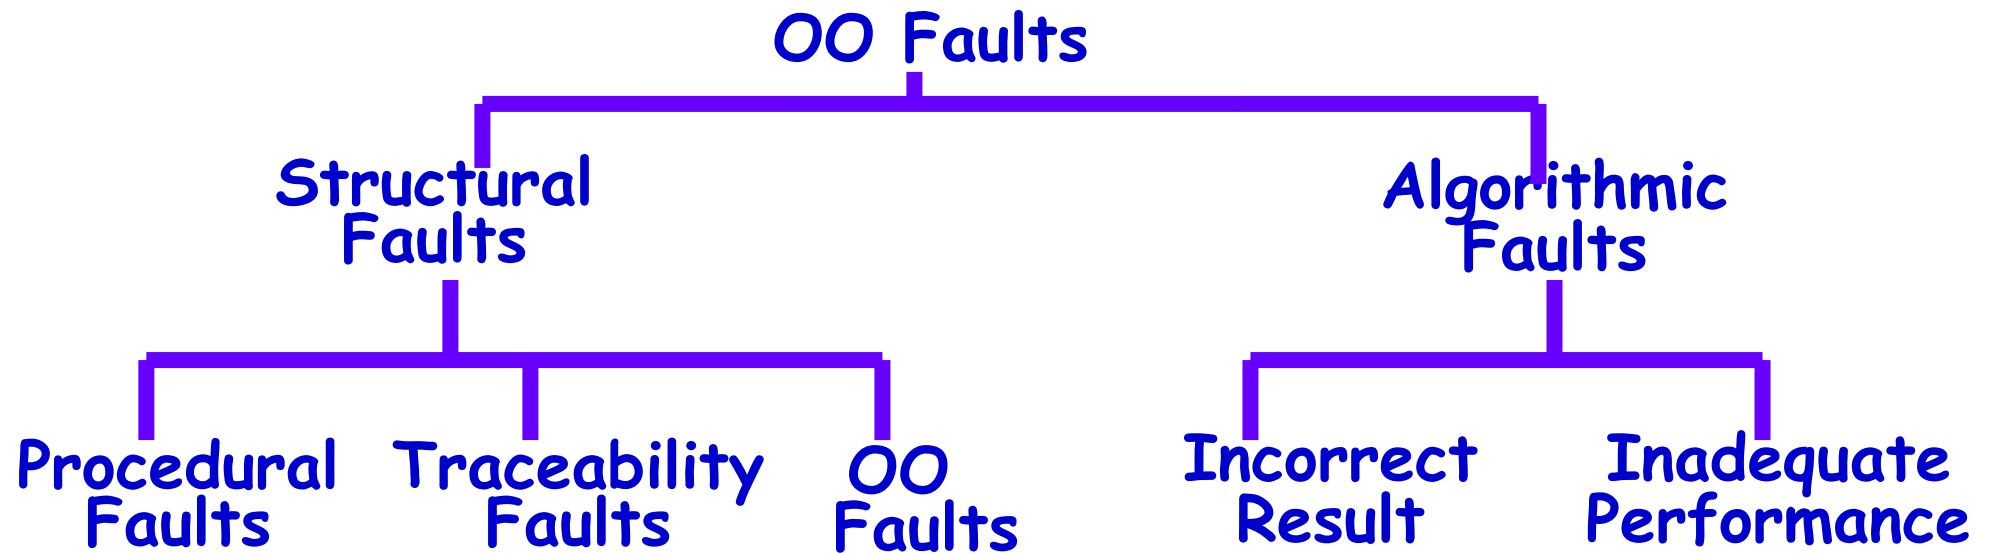 OO Faults
Structural
Faults
Algorithmic
Faults
Procedural
Faults
Traceability
Faults
OO
Faults
Incorrect
Result
Inadequate
Performance